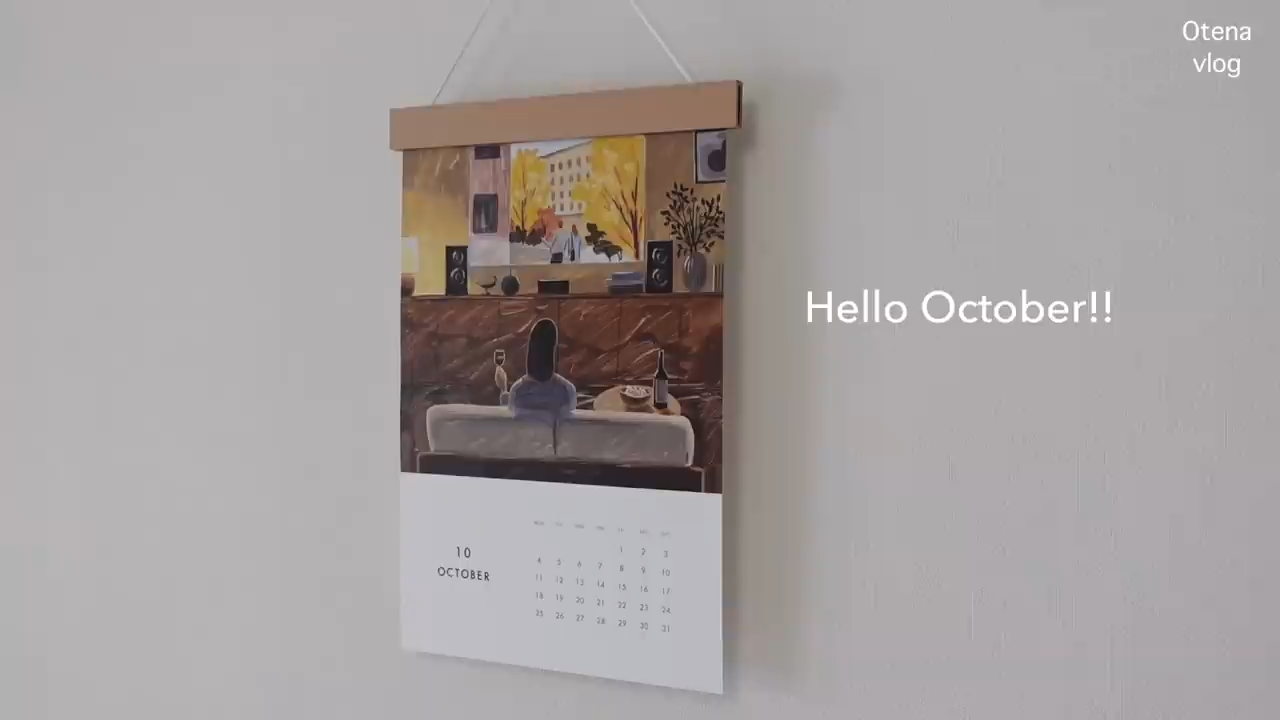 Otena
vlog
Hello October!!
10
OCTOBER
1 2 3
4 5 6 7 8 9 10
11 12 13 14 15 16 17
18 19 20 21 22 23 24
25 26 27 28 29 30 31